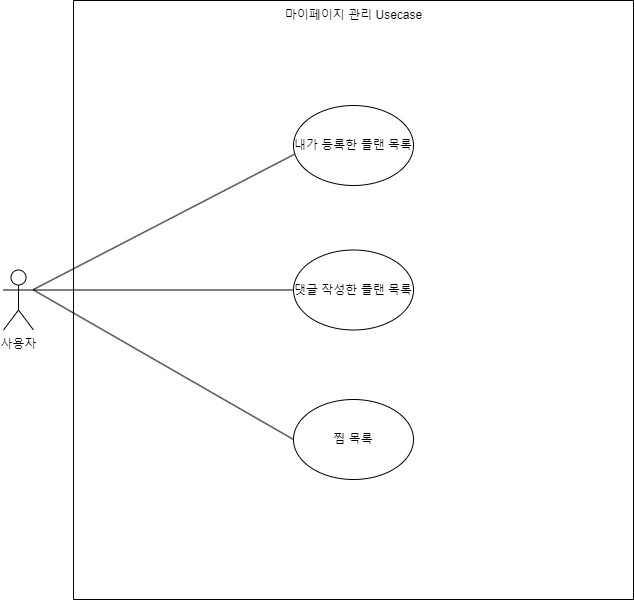 마이페이지 관리 Usecase
내가 등록한 플랜 목록
댓글 작성한 플랜 목록
사용자
찜 목록